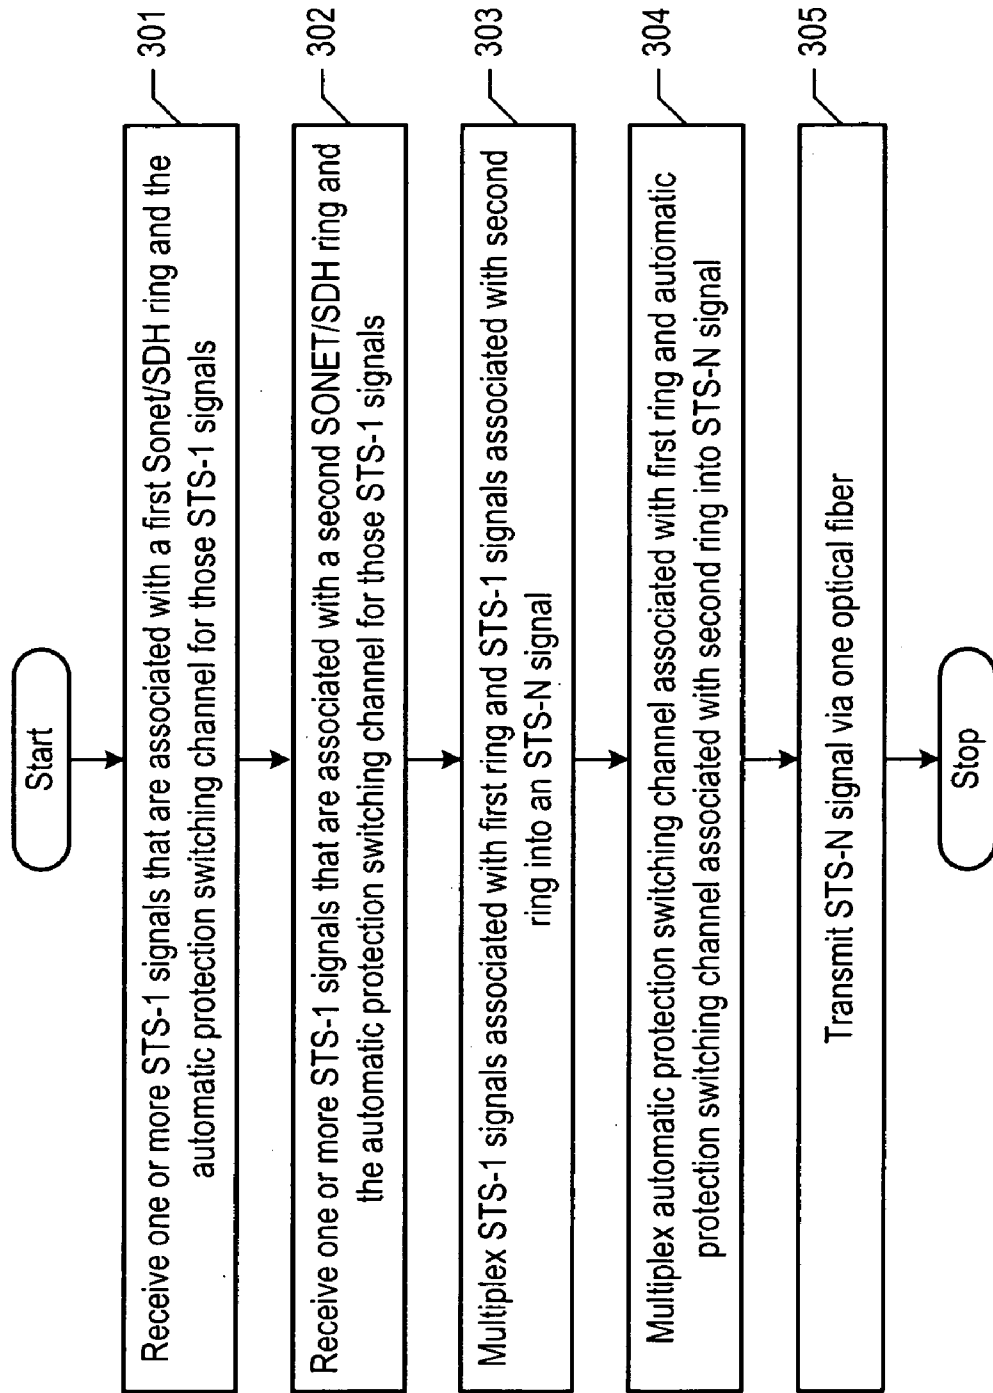 Start
Receive one or more STS-1 signals that are associated with a first Sonet/SDH ring and the
automatic protection switching channel for those STS-1 signals
301
Receive one or more STS-1 signals that are associated with a second SONET/SDH ring and
the automatic protection switching channel for those STS-1 signals
302
Multiplex STS-1 signals associated with first ring and STS-1 signals associated with second
ring into an STS-N signal
303
Multiplex automatic protection switching channel associated with first ring and automatic
protection switching channel associated with second ring into STS-N signal
304
Transmit STS-N signal via one optical fiber
305
Stop